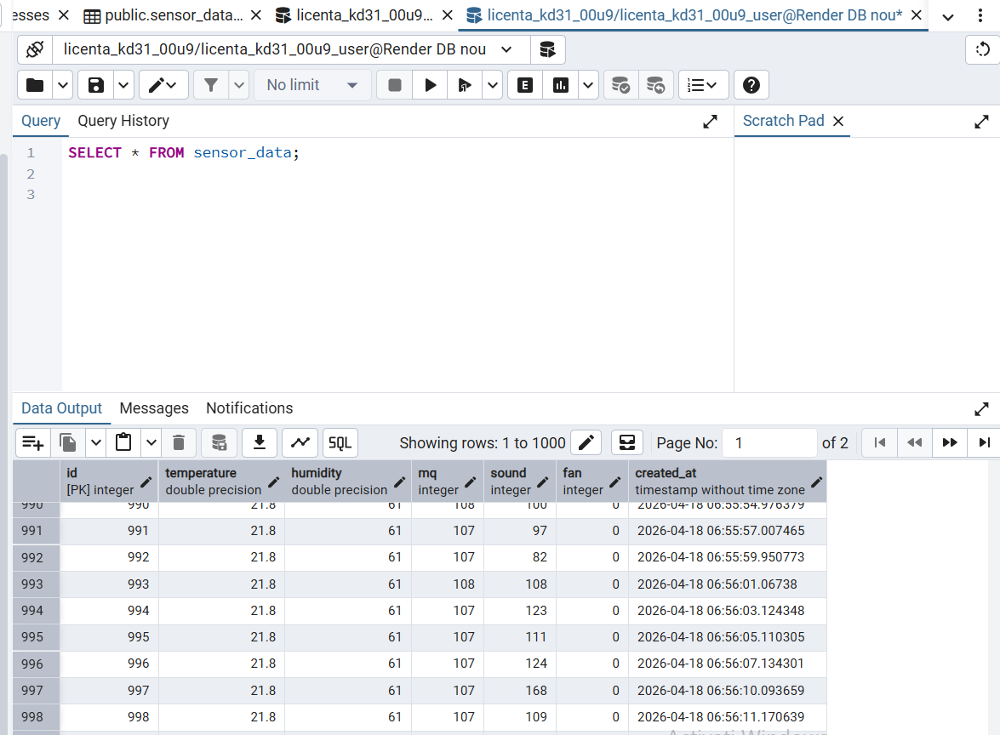 esses
public.sensor_data...
licenta_kd31_00u9...
licenta_kd31_00u9/licenta_kd31_00u9_user@Render DB nou*
licenta_kd31_00u9/licenta_kd31_00u9_user@Render DB nou
No limit
E
Query
Query History
Scratch Pad
1 SELECT * FROM sensor_data;
2
3
Data Output Messages Notifications
SQL
Showing rows: 1 to 1000
Page No: 1 of 2
id temperature humidity mq sound fan created_at
[PK] integer double precision double precision integer integer integer timestamp without time zone
990 990 21.8 61 108 100 0 2026-04-18 06:55:54.976379
991 991 21.8 61 107 97 0 2026-04-18 06:55:57.007465
992 992 21.8 61 107 82 0 2026-04-18 06:55:59.950773
993 993 21.8 61 108 108 0 2026-04-18 06:56:01.06738
994 994 21.8 61 107 123 0 2026-04-18 06:56:03.124348
995 995 21.8 61 107 111 0 2026-04-18 06:56:05.110305
996 996 21.8 61 107 124 0 2026-04-18 06:56:07.134301
997 997 21.8 61 107 168 0 2026-04-18 06:56:10.093659
998 998 21.8 61 107 109 0 2026-04-18 06:56:11.170639
Activati Windows